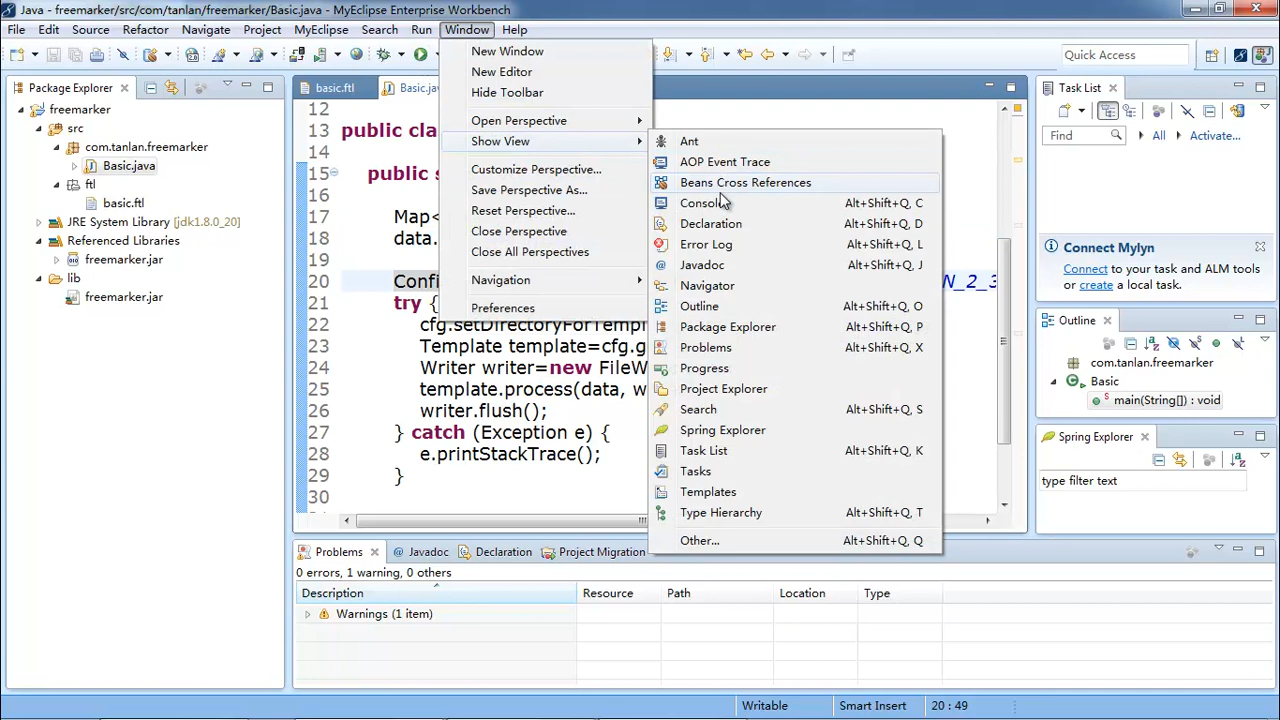 Java - freemarker/src/com/tanlan/freemarker/Basic.java - MyEclipse Enterprise Workbench
File Edit Source Refactor Navigate Project MyEclipse Search Run Window Help
Quick Access
Package Explorer
freemarker
src
com.tanlan.freemarker
Basic.java
ftl
basic.ftl
JRE System Library [jdk1.8.0_20]
Referenced Libraries
freemarker.jar
lib
freemarker.jar
basic.ftl
12
13 public cla
14
15 public s
16
17 Map<
18 data.
19
20 Confi N_2_3
21 try {
22 cfg.setDirectoryForTempl
23 Template template=cfg.g
24 Writer writer=new FileW
25 template.process(data, w
26 writer.flush();
27 } catch (Exception e) {
28 e.printStackTrace();
29 }
30
New Window
New Editor
Hide Toolbar
Open Perspective
Show View
Customize Perspective...
Save Perspective As...
Reset Perspective...
Close Perspective
Close All Perspectives
Navigation
Preferences
Ant
AOP Event Trace
Beans Cross References
Console Alt+Shift+Q, C
Declaration Alt+Shift+Q, D
Error Log Alt+Shift+Q, L
Javadoc Alt+Shift+Q, J
Navigator
Outline Alt+Shift+Q, O
Package Explorer Alt+Shift+Q, P
Problems Alt+Shift+Q, X
Progress
Project Explorer
Search Alt+Shift+Q, S
Spring Explorer
Task List Alt+Shift+Q, K
Tasks
Templates
Type Hierarchy Alt+Shift+Q, T
Other... Alt+Shift+Q, Q
Task List
Find All Activate...
Connect Mylyn
Connect to your task and ALM tools
or create a local task.
Outline
com.tanlan.freemarker
Basic
main(String[]) : void
Spring Explorer
type filter text
Problems Javadoc Declaration Project Migration
0 errors, 1 warning, 0 others
Description Resource Path Location Type
Warnings (1 item)
Writable Smart Insert 20 : 49